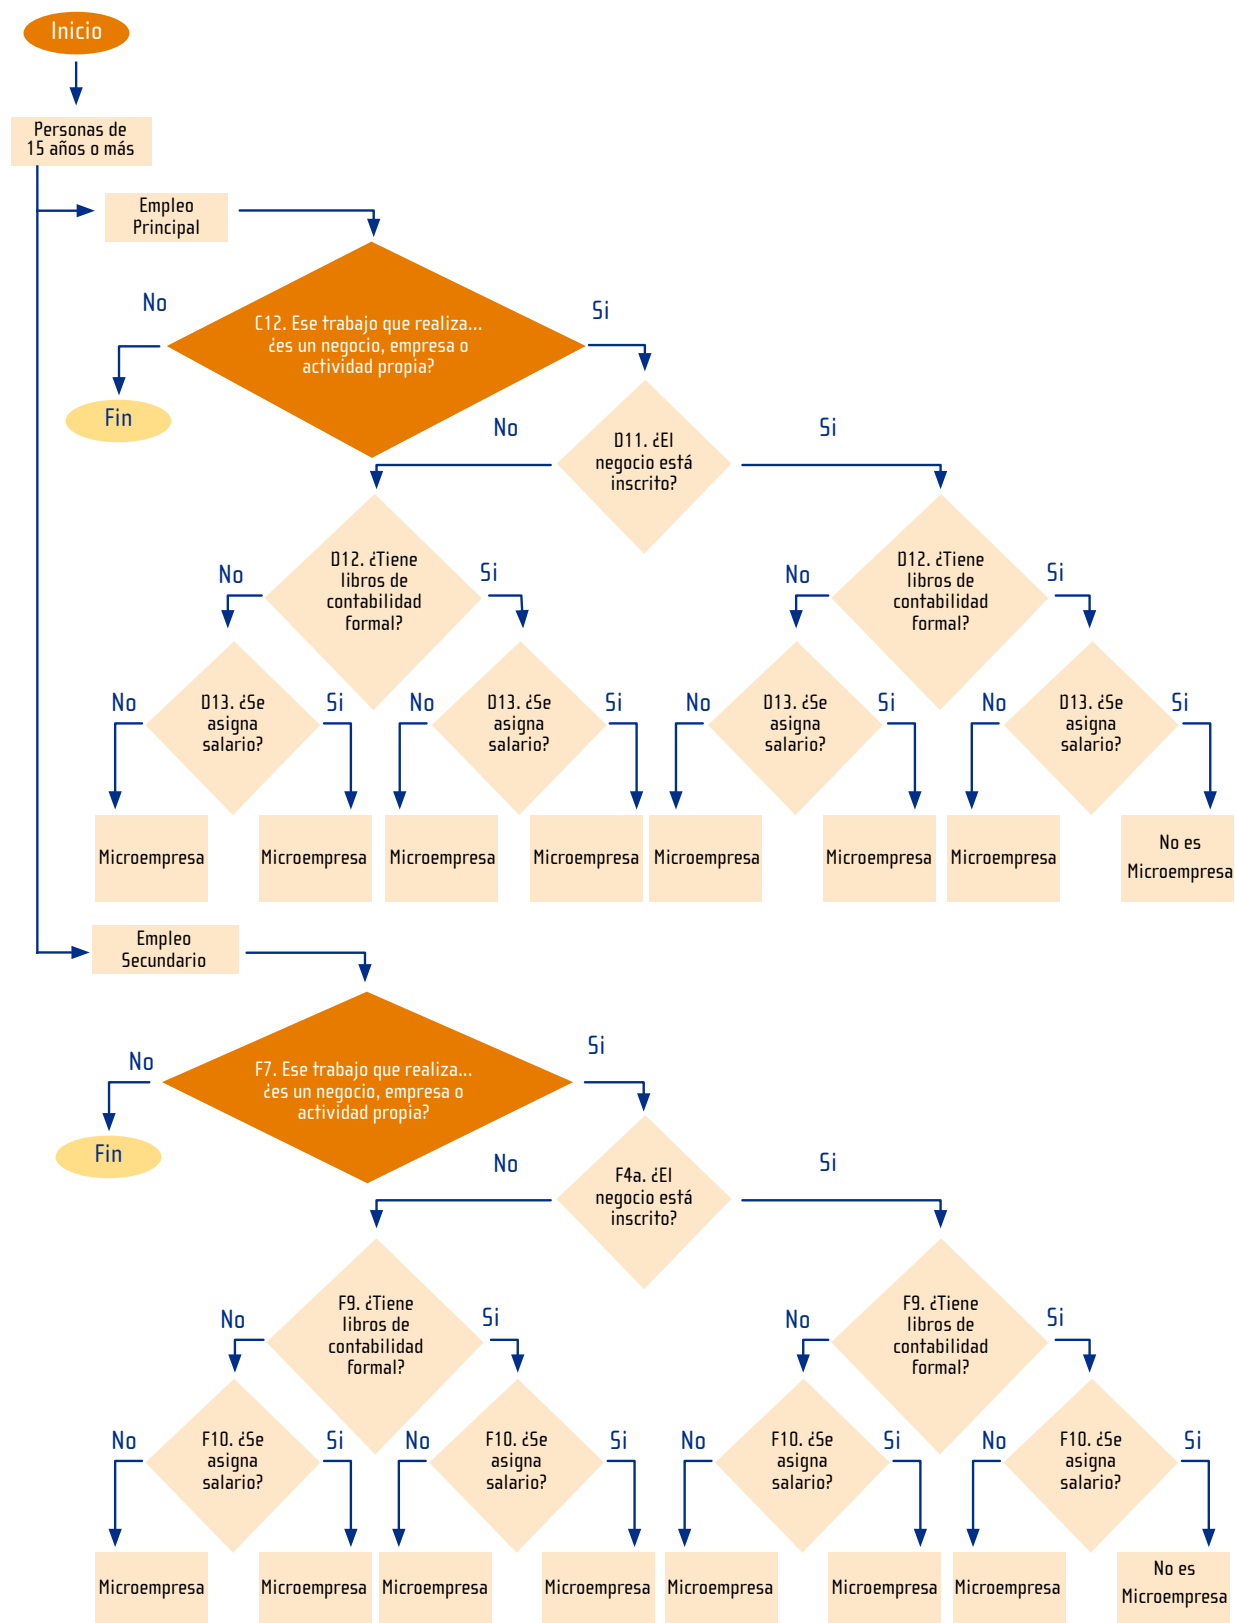 Inicio
Personas de
15 años o más
Empleo
Principal
No
Si
C12. Ese trabajo que realiza...
¿es un negocio, empresa o
actividad propia?
Fin
No
Si
D11. ¿El
negocio está
inscrito?
No
Si
D12. ¿Tiene
libros de
contabilidad
formal?
No
Si
D12. ¿Tiene
libros de
contabilidad
formal?
No
Si
D13. ¿Se
asigna
salario?
No
Si
D13. ¿Se
asigna
salario?
No
Si
D13. ¿Se
asigna
salario?
No
Si
D13. ¿Se
asigna
salario?
Microempresa
Microempresa
Microempresa
Microempresa
Microempresa
Microempresa
Microempresa
No es
Microempresa
Empleo
Secundario
No
Si
F7. Ese trabajo que realiza...
¿es un negocio, empresa o
actividad propia?
Fin
No
Si
F4a. ¿El
negocio está
inscrito?
No
Si
F9. ¿Tiene
libros de
contabilidad
formal?
No
Si
F9. ¿Tiene
libros de
contabilidad
formal?
No
Si
F10. ¿Se
asigna
salario?
No
Si
F10. ¿Se
asigna
salario?
No
Si
F10. ¿Se
asigna
salario?
No
Si
F10. ¿Se
asigna
salario?
Microempresa
Microempresa
Microempresa
Microempresa
Microempresa
Microempresa
Microempresa
No es
Microempresa